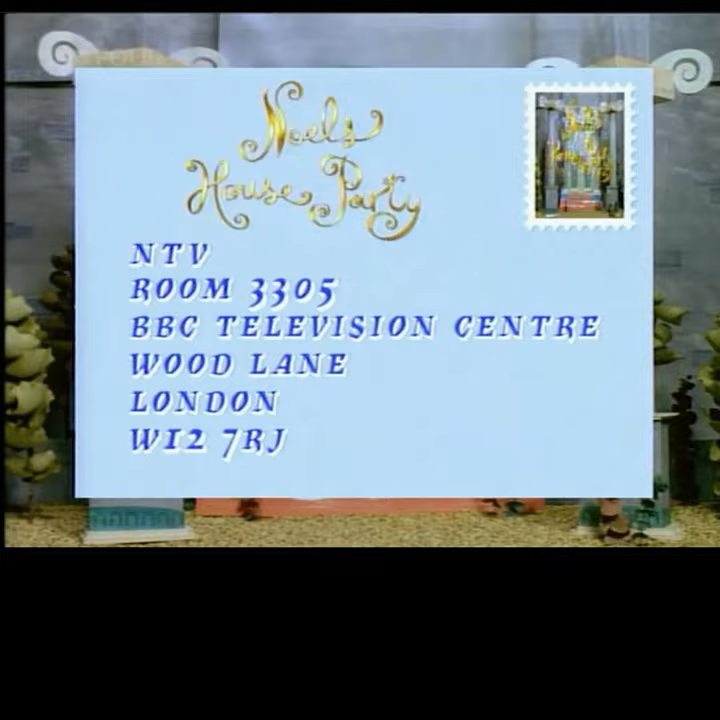 Noel's
House Party
NTV
ROOM 3305
BBC TELEVISION CENTRE
WOOD LANE
LONDON
W12 7RJ